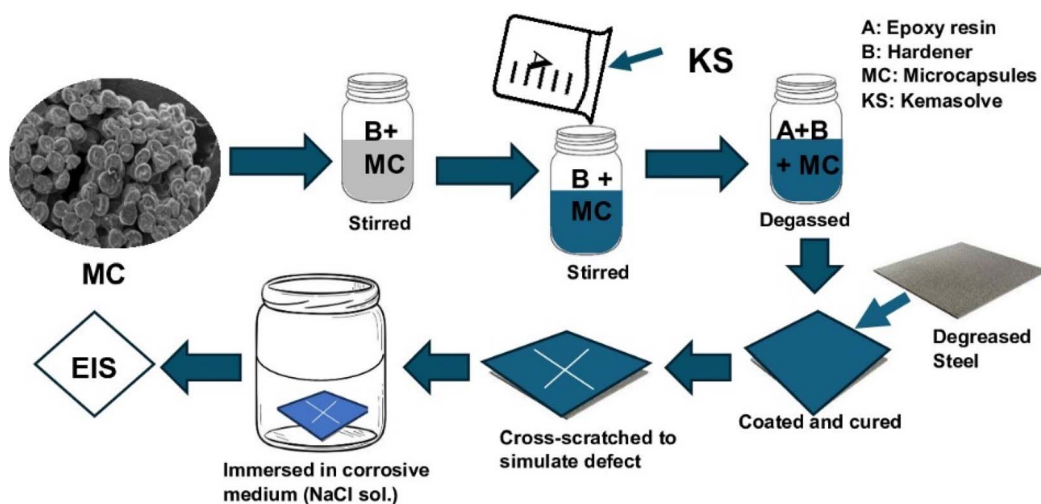 A: Epoxy resin
B: Hardener
MC: Microcapsules
KS: Kemasolve
KS
A
B+
MC
Stirred
B +
MC
Stirred
A+B
+ MC
Degassed
MC
Degreased
Steel
Coated and cured
Cross-scratched to
simulate defect
Immersed in corrosive
medium (NaCl sol.)
EIS